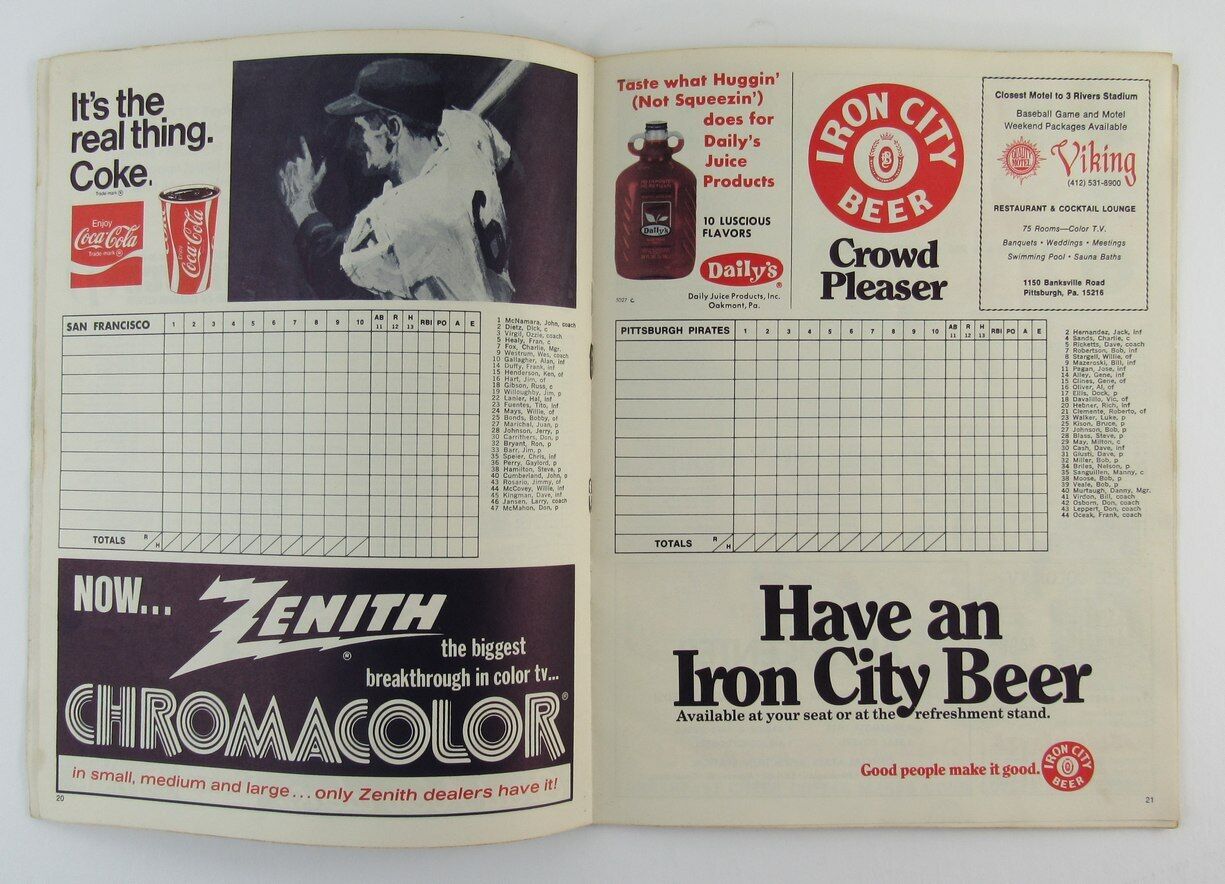 It's the
real thing.
Coke.
Trade-mark ®
Enjoy
Coca-Cola
Trade-mark ®
Enjoy
Coca-Cola
6
SAN FRANCISCO 1 2 3 4 5 6 7 8 9 10 AB 11 R 12 H 13 RBI PO A E
TOTALS R H
1 McNamara, John, coach
2 Dietz, Dick, c
3 Virgil, Ozzie, coach
5 Healy, Fran, c
7 Fox, Charlie, Mgr.
9 Westrum, Wes, coach
10 Gallagher, Alan, inf
14 Duffy, Frank, inf
15 Henderson, Ken, of
16 Hart, Jim, of
18 Gibson, Russ, c
19 Willoughby, Jim, p
22 Lanier, Hal, inf
23 Fuentes, Tito, inf
24 Mays, Willie, of
25 Bonds, Bobby, of
27 Marichal, Juan, p
28 Johnson, Jerry, p
30 Carrithers, Don, p
32 Bryant, Ron, p
33 Barr, Jim, p
35 Speier, Chris, inf
36 Perry, Gaylord, p
38 Hamilton, Steve, p
40 Cumberland, John, p
43 Rosario, Jimmy, of
44 McCovey, Willie, inf
45 Kingman, Dave, inf
46 Jansen, Larry, coach
47 McMahon, Don, p
NOW...
ZENITH®
the biggest
breakthrough in color tv...
CHROMACOLOR®
in small, medium and large... only Zenith dealers have it!
20
Taste what Huggin'
(Not Squeezin')
does for
Daily's
Juice
Products
Daily's
10 LUSCIOUS
FLAVORS
Daily's®
5027 C
Daily Juice Products, Inc.
Oakmont, Pa.
IRON CITY
BEER
Crowd
Pleaser
Closest Motel to 3 Rivers Stadium
Baseball Game and Motel
Weekend Packages Available
QUALITY
MOTEL
Viking
(412) 531-8900
RESTAURANT & COCKTAIL LOUNGE
75 Rooms—Color T.V.
Banquets • Weddings • Meetings
Swimming Pool • Sauna Baths
1150 Banksville Road
Pittsburgh, Pa. 15216
PITTSBURGH PIRATES 1 2 3 4 5 6 7 8 9 10 AB 11 R 12 H 13 RBI PO A E
TOTALS R H
2 Hernandez, Jack, inf
4 Sands, Charlie, c
5 Ricketts, Dave, coach
7 Robertson, Bob, inf
8 Stargell, Willie, of
9 Mazeroski, Bill, inf
11 Pagan, Jose, inf
14 Alley, Gene, inf
15 Clines, Gene, of
16 Oliver, Al, of
17 Ellis, Dock, p
18 Davalillo, Vic, of
20 Hebner, Rich, inf
21 Clemente, Roberto, of
23 Walker, Luke, p
25 Kison, Bruce, p
27 Johnson, Bob, p
28 Blass, Steve, p
29 May, Milton, c
30 Cash, Dave, inf
31 Giusti, Dave, p
32 Miller, Bob, p
34 Briles, Nelson, p
35 Sanguillen, Manny, c
38 Moose, Bob, p
39 Veale, Bob, p
40 Murtaugh, Danny, Mgr.
41 Virdon, Bill, coach
42 Osborn, Don, coach
43 Leppert, Don, coach
44 Oceak, Frank, coach
Have an
Iron City Beer
Available at your seat or at the refreshment stand.
Good people make it good.
IRON CITY
BEER
21